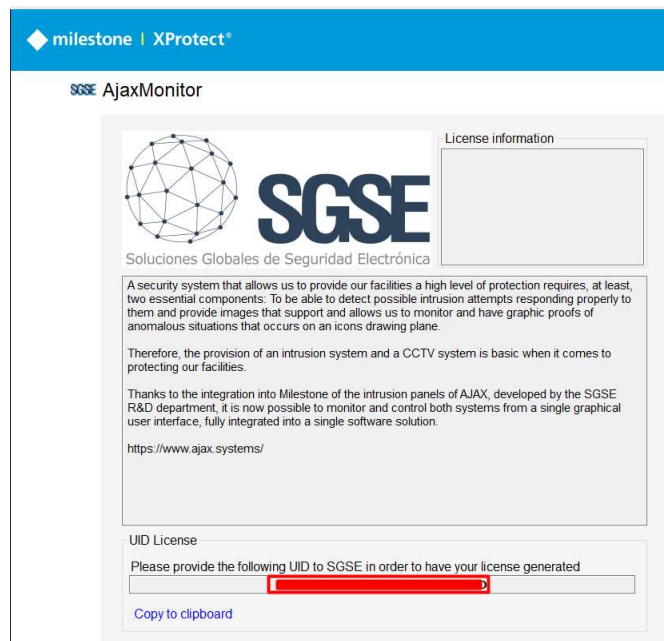 milestone | XProtect®
SGSE AjaxMonitor
License information
SGSE
Soluciones Globales de Seguridad Electrónica
A security system that allows us to provide our facilities a high level of protection requires, at least,
two essential components: To be able to detect possible intrusion attempts responding properly to
them and provide images that support and allows us to monitor and have graphic proofs of
anomalous situations that occurs on an icons drawing plane.
Therefore, the provision of an intrusion system and a CCTV system is basic when it comes to
protecting our facilities.
Thanks to the integration into Milestone of the intrusion panels of AJAX, developed by the SGSE
R&D department, it is now possible to monitor and control both systems from a single graphical
user interface, fully integrated into a single software solution.
https://www.ajax.systems/
UID License
Please provide the following UID to SGSE in order to have your license generated
Copy to clipboard